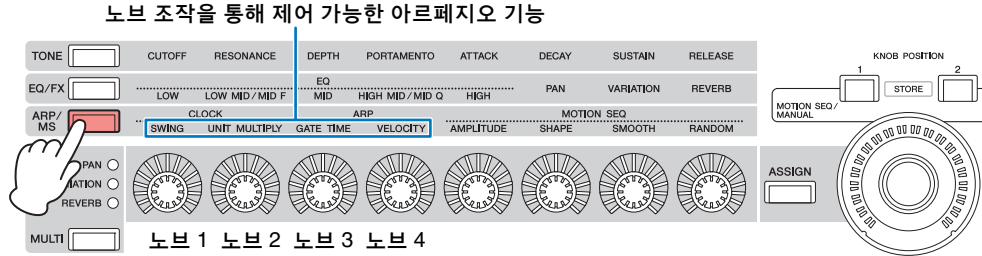 노브 조작을 통해 제어 가능한 아르페지오 기능
TONE CUTOFF RESONANCE DEPTH PORTAMENTO ATTACK DECAY SUSTAIN RELEASE
KNOB POSITION
1 2
STORE
EQ/FX EQ
LOW LOW MID / MID F MID HIGH MID / MID Q HIGH PAN VARIATION REVERB
MOTION SEQ/
MANUAL
ARP/
MS
CLOCK ARP MOTION SEQ
SWING UNIT MULTIPLY GATE TIME VELOCITY AMPLITUDE SHAPE SMOOTH RANDOM
PAN
REVERB
ASSIGN
MULTI
노브 1 노브 2 노브 3 노브 4